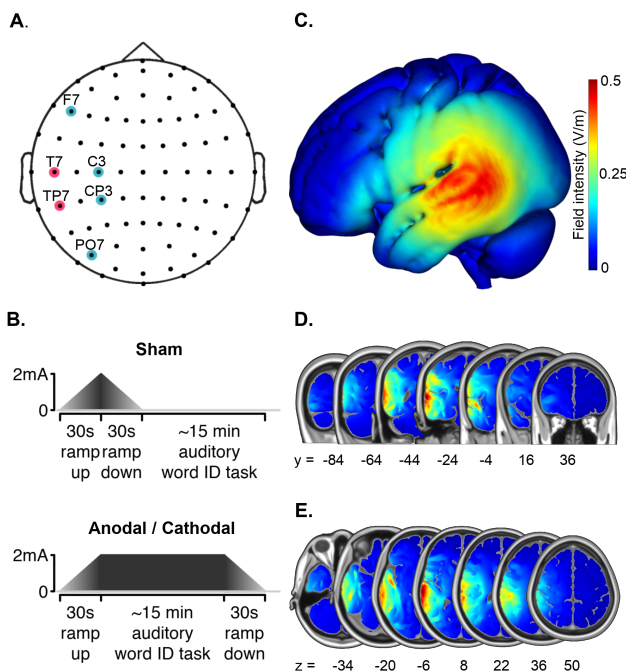 A.
F7
T7
C3
TP7
CP3
PO7
B.
Sham
2mA
0
30s 30s ~15 min
ramp ramp auditory
up down word ID task
Anodal / Cathodal
2mA
0
30s ~15 min 30s
ramp auditory ramp
up word ID task down
C.
0.5
0.25
0
Field intensity (V/m)
D.
y = -84 -64 -44 -24 -4 16 36
E.
z = -34 -20 -6 8 22 36 50